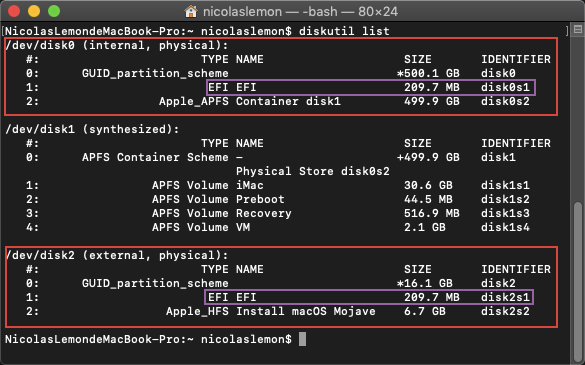 nicolaslemon — -bash — 80×24
[NicolasLemondeMacBook-Pro:~ nicolaslemon$ diskutil list ]
/dev/disk0 (internal, physical):
#: TYPE NAME SIZE IDENTIFIER
0: GUID_partition_scheme *500.1 GB disk0
1: EFI EFI 209.7 MB disk0s1
2: Apple_APFS Container disk1 499.9 GB disk0s2
/dev/disk1 (synthesized):
#: TYPE NAME SIZE IDENTIFIER
0: APFS Container Scheme - +499.9 GB disk1
Physical Store disk0s2
1: APFS Volume iMac 30.6 GB disk1s1
2: APFS Volume Preboot 44.5 MB disk1s2
3: APFS Volume Recovery 516.9 MB disk1s3
4: APFS Volume VM 2.1 GB disk1s4
/dev/disk2 (external, physical):
#: TYPE NAME SIZE IDENTIFIER
0: GUID_partition_scheme *16.1 GB disk2
1: EFI EFI 209.7 MB disk2s1
2: Apple_HFS Install macOS Mojave 6.7 GB disk2s2
NicolasLemondeMacBook-Pro:~ nicolaslemon$